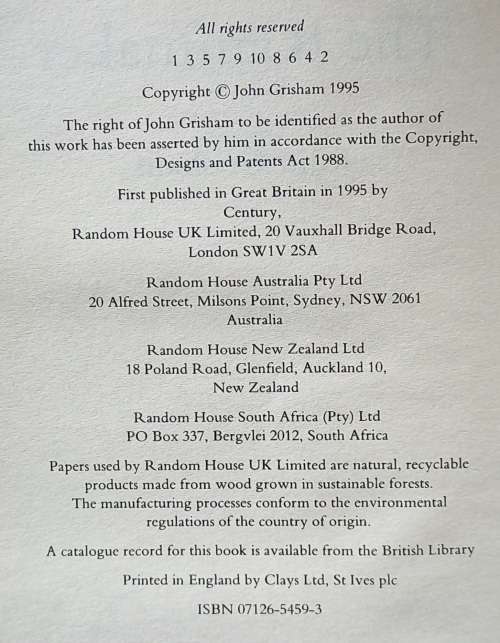 All rights reserved
1 3 5 7 9 10 8 6 4 2
Copyright © John Grisham 1995
The right of John Grisham to be identified as the author of
this work has been asserted by him in accordance with the Copyright,
Designs and Patents Act 1988.
First published in Great Britain in 1995 by
Century,
Random House UK Limited, 20 Vauxhall Bridge Road,
London SW1V 2SA
Random House Australia Pty Ltd
20 Alfred Street, Milsons Point, Sydney, NSW 2061
Australia
Random House New Zealand Ltd
18 Poland Road, Glenfield, Auckland 10,
New Zealand
Random House South Africa (Pty) Ltd
PO Box 337, Bergvlei 2012, South Africa
Papers used by Random House UK Limited are natural, recyclable
products made from wood grown in sustainable forests.
The manufacturing processes conform to the environmental
regulations of the country of origin.
A catalogue record for this book is available from the British Library
Printed in England by Clays Ltd, St Ives plc
ISBN 07126-5459-3